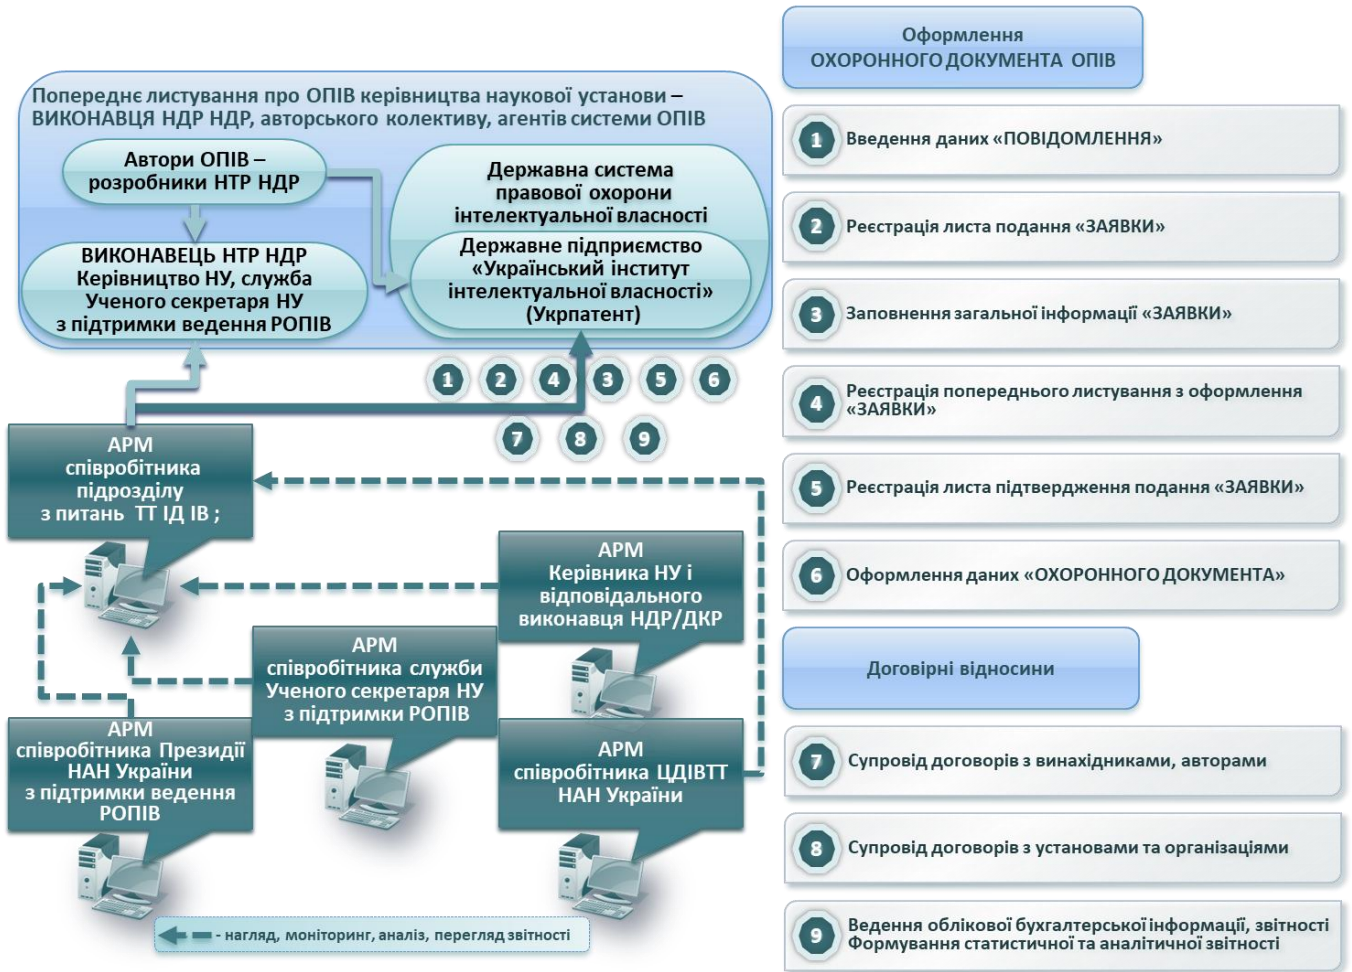 Попереднє листування про ОПІВ керівництва наукової установи –
ВИКОНАВЦЯ НДР НДР, авторського колективу, агентів системи ОПІВ
Автори ОПІВ –
розробники НТР НДР
ВИКОНАВЕЦЬ НТР НДР
Керівництво НУ, служба
Ученого секретаря НУ
з підтримки ведення РОПІВ
Державна система
правової охорони
інтелектуальної власності
Державне підприємство
«Український інститут
інтелектуальної власності»
(Укрпатент)
1 2 4 3 5 6
7 8 9
АРМ
співробітника
підрозділу
з питань ТТ ІД ІВ ;
АРМ
Керівника НУ і
відповідального
виконавця НДР/ДКР
АРМ
співробітника служби
Ученого секретаря НУ
з підтримки РОПІВ
АРМ
співробітника Президії
НАН України
з підтримки ведення
РОПІВ
АРМ
співробітника ЦДІВТТ
НАН України
- нагляд, моніторинг, аналіз, перегляд звітності
Оформлення
ОХОРОННОГО ДОКУМЕНТА ОПІВ
1 Введення даних «ПОВІДОМЛЕННЯ»
2 Реєстрація листа подання «ЗАЯВКИ»
3 Заповнення загальної інформації «ЗАЯВКИ»
4 Реєстрація попереднього листування з оформлення
«ЗАЯВКИ»
5 Реєстрація листа підтвердження подання «ЗАЯВКИ»
6 Оформлення даних «ОХОРОННОГО ДОКУМЕНТА»
Договірні відносини
7 Супровід договорів з винахідниками, авторами
8 Супровід договорів з установами та організаціями
9 Ведення облікової бухгалтерської інформації, звітності
Формування статистичної та аналітичної звітності